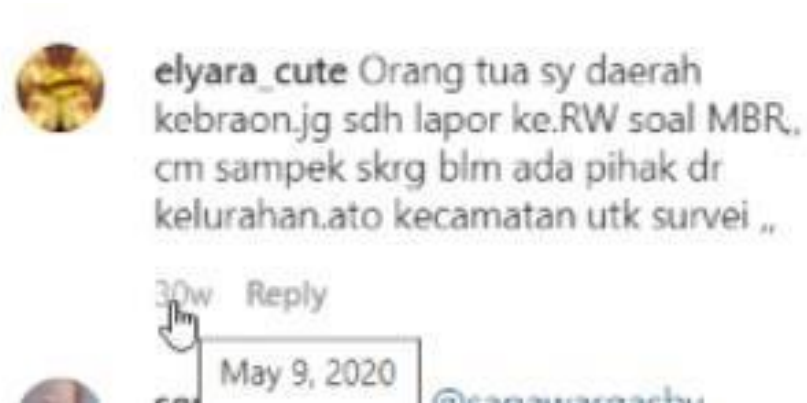 elyara_cute Orang tua sy daerah
kebraon.jg sdh lapor ke.RW soal MBR,.
cm sampek skrg blm ada pihak dr
kelurahan.ato kecamatan utk survei ,,
30w Reply
May 9, 2020
@sapawargasby